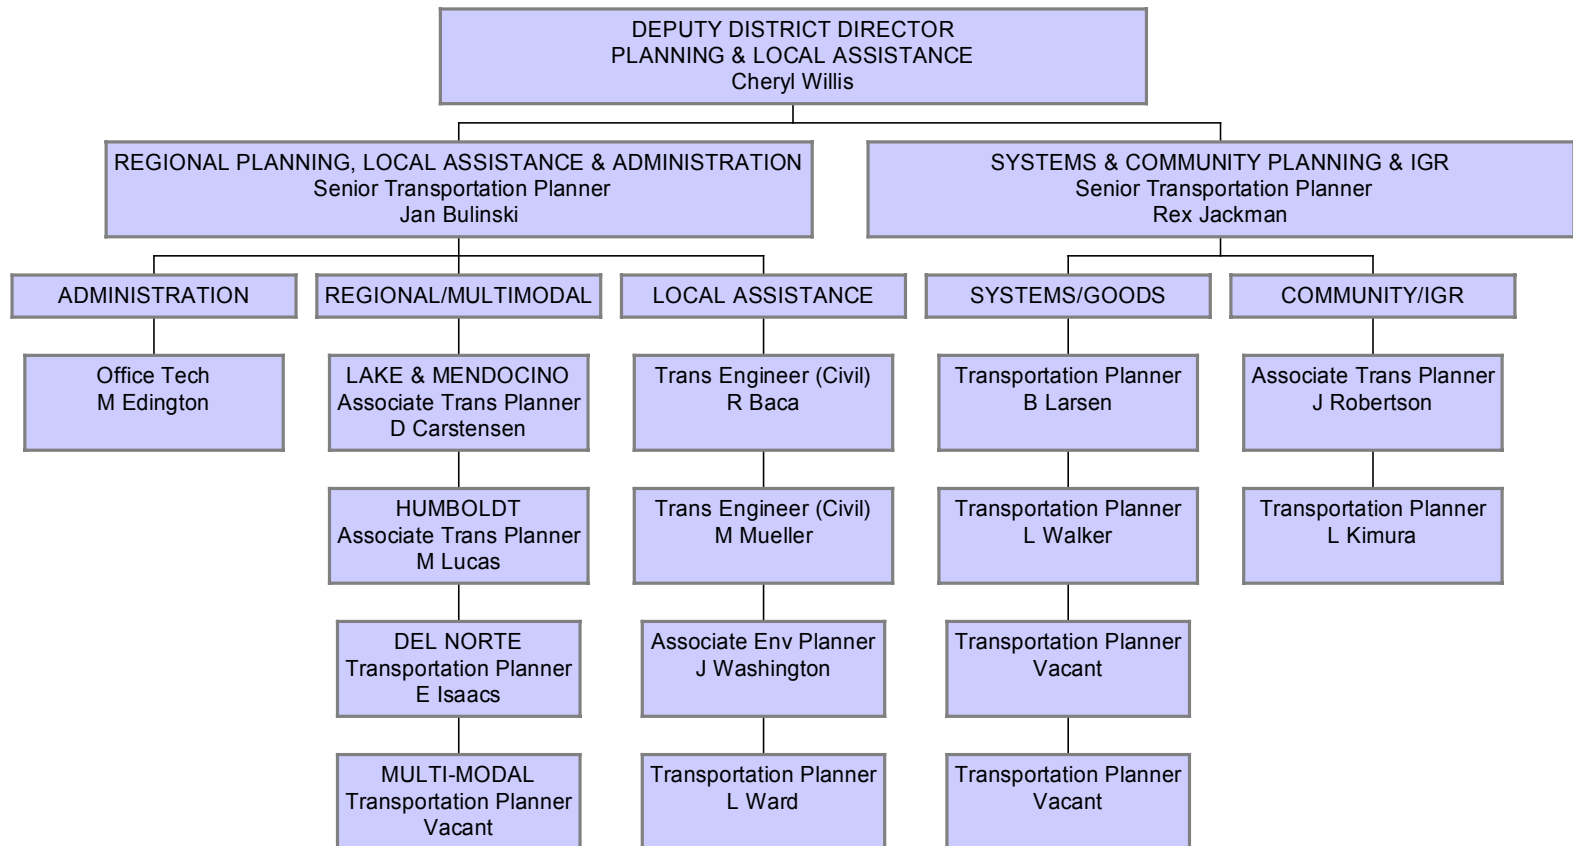 DEPUTY DISTRICT DIRECTOR
PLANNING & LOCAL ASSISTANCE
Cheryl Willis
REGIONAL PLANNING, LOCAL ASSISTANCE & ADMINISTRATION
Senior Transportation Planner
Jan Bulinski
SYSTEMS & COMMUNITY PLANNING & IGR
Senior Transportation Planner
Rex Jackman
ADMINISTRATION
REGIONAL/MULTIMODAL
LOCAL ASSISTANCE
SYSTEMS/GOODS
COMMUNITY/IGR
Office Tech
M Edington
LAKE & MENDOCINO
Associate Trans Planner
D Carstensen
Trans Engineer (Civil)
R Baca
Transportation Planner
B Larsen
Associate Trans Planner
J Robertson
HUMBOLDT
Associate Trans Planner
M Lucas
Trans Engineer (Civil)
M Mueller
Transportation Planner
L Walker
Transportation Planner
L Kimura
DEL NORTE
Transportation Planner
E Isaacs
Associate Env Planner
J Washington
Transportation Planner
Vacant
MULTI-MODAL
Transportation Planner
Vacant
Transportation Planner
L Ward
Transportation Planner
Vacant